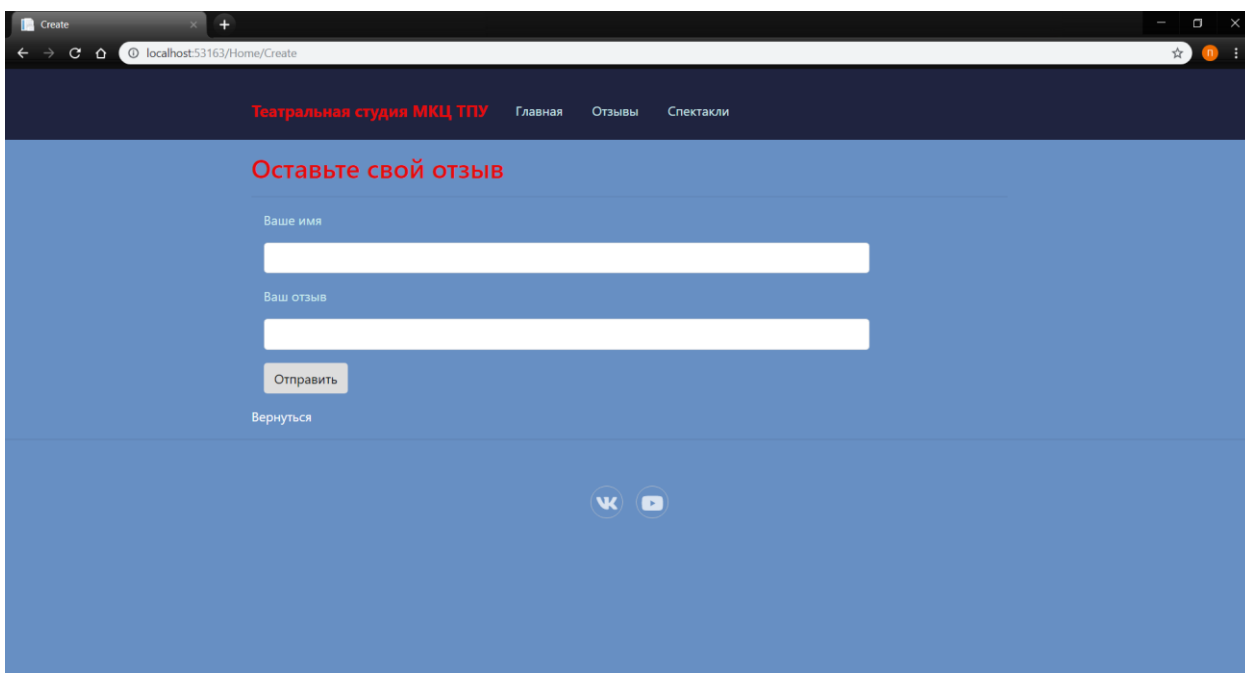 Create
localhost:53163/Home/Create
n
Театральная студия МКЦ ТПУ Главная Отзывы Спектакли
Оставьте свой отзыв
Ваше имя
Ваш отзыв
Отправить
Вернуться